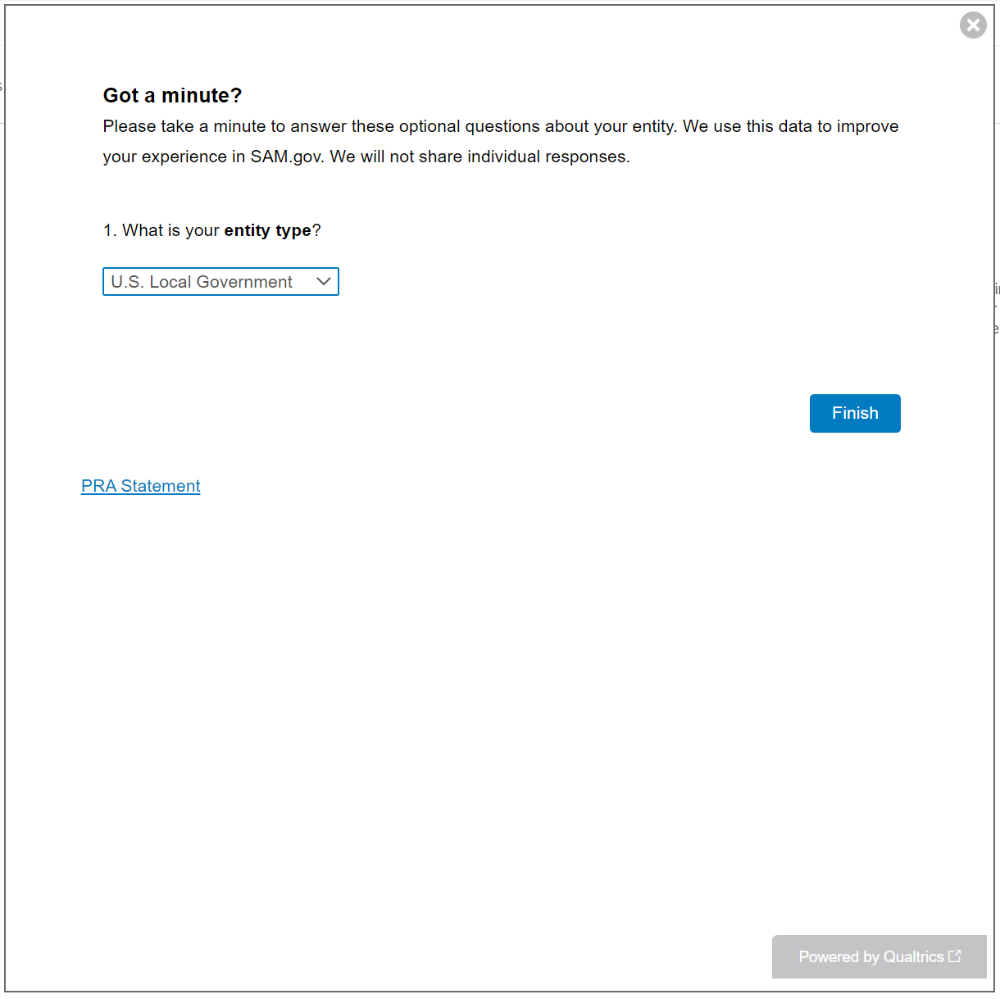 Got a minute?
Please take a minute to answer these optional questions about your entity. We use this data to improve
your experience in SAM.gov. We will not share individual responses.
1. What is your entity type?
U.S. Local Government
Finish
PRA Statement
Powered by Qualtrics